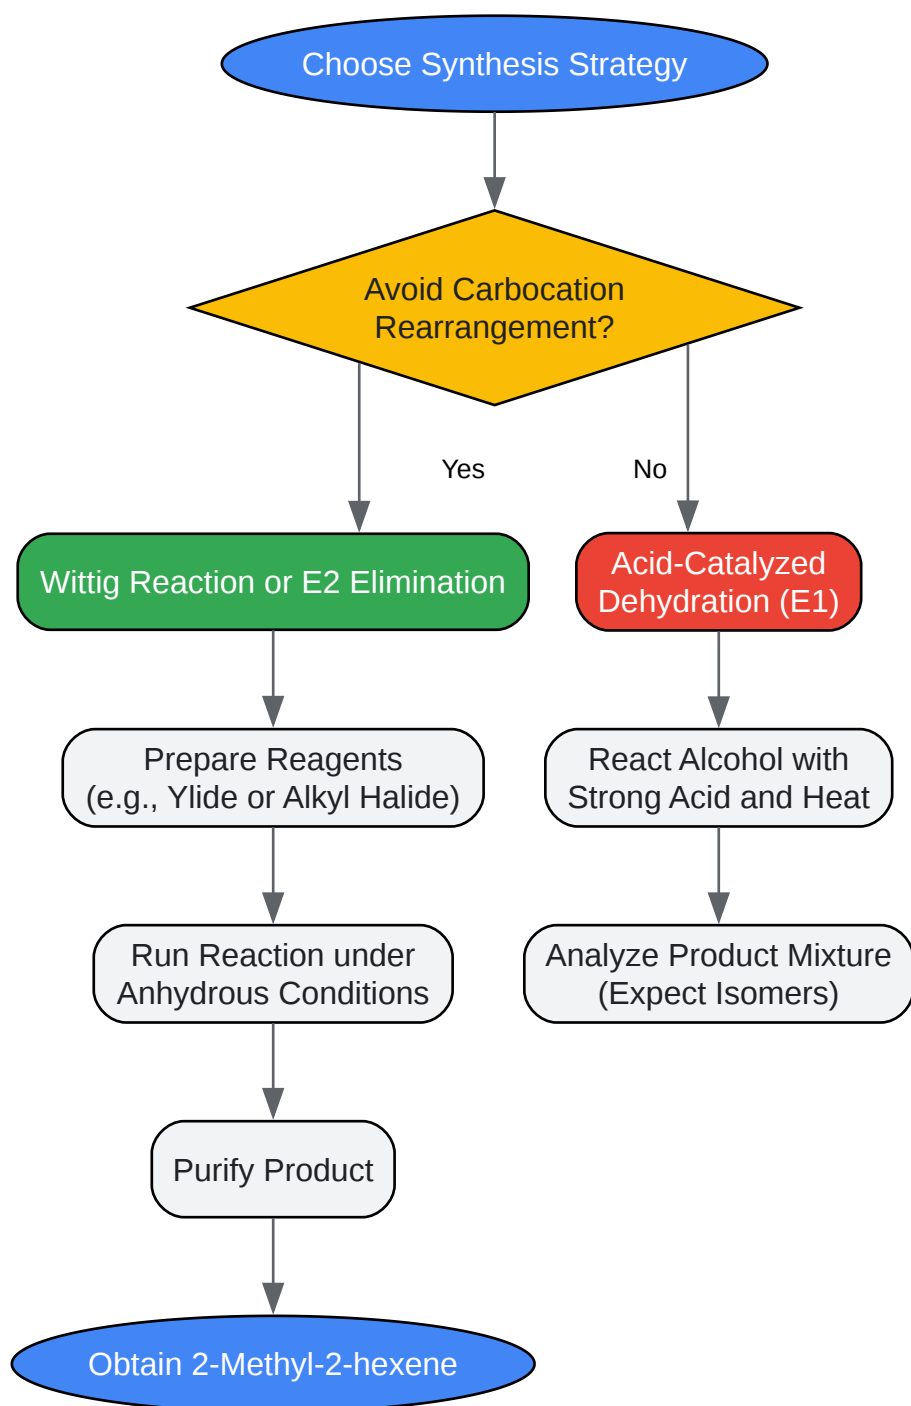 Choose Synthesis Strategy
Avoid Carbocation
Rearrangement?
Yes
No
Wittig Reaction or E2 Elimination
Acid-Catalyzed
Dehydration (E1)
Prepare Reagents
(e.g., Ylide or Alkyl Halide)
React Alcohol with
Strong Acid and Heat
Run Reaction under
Anhydrous Conditions
Analyze Product Mixture
(Expect Isomers)
Purify Product
Obtain 2-Methyl-2-hexene